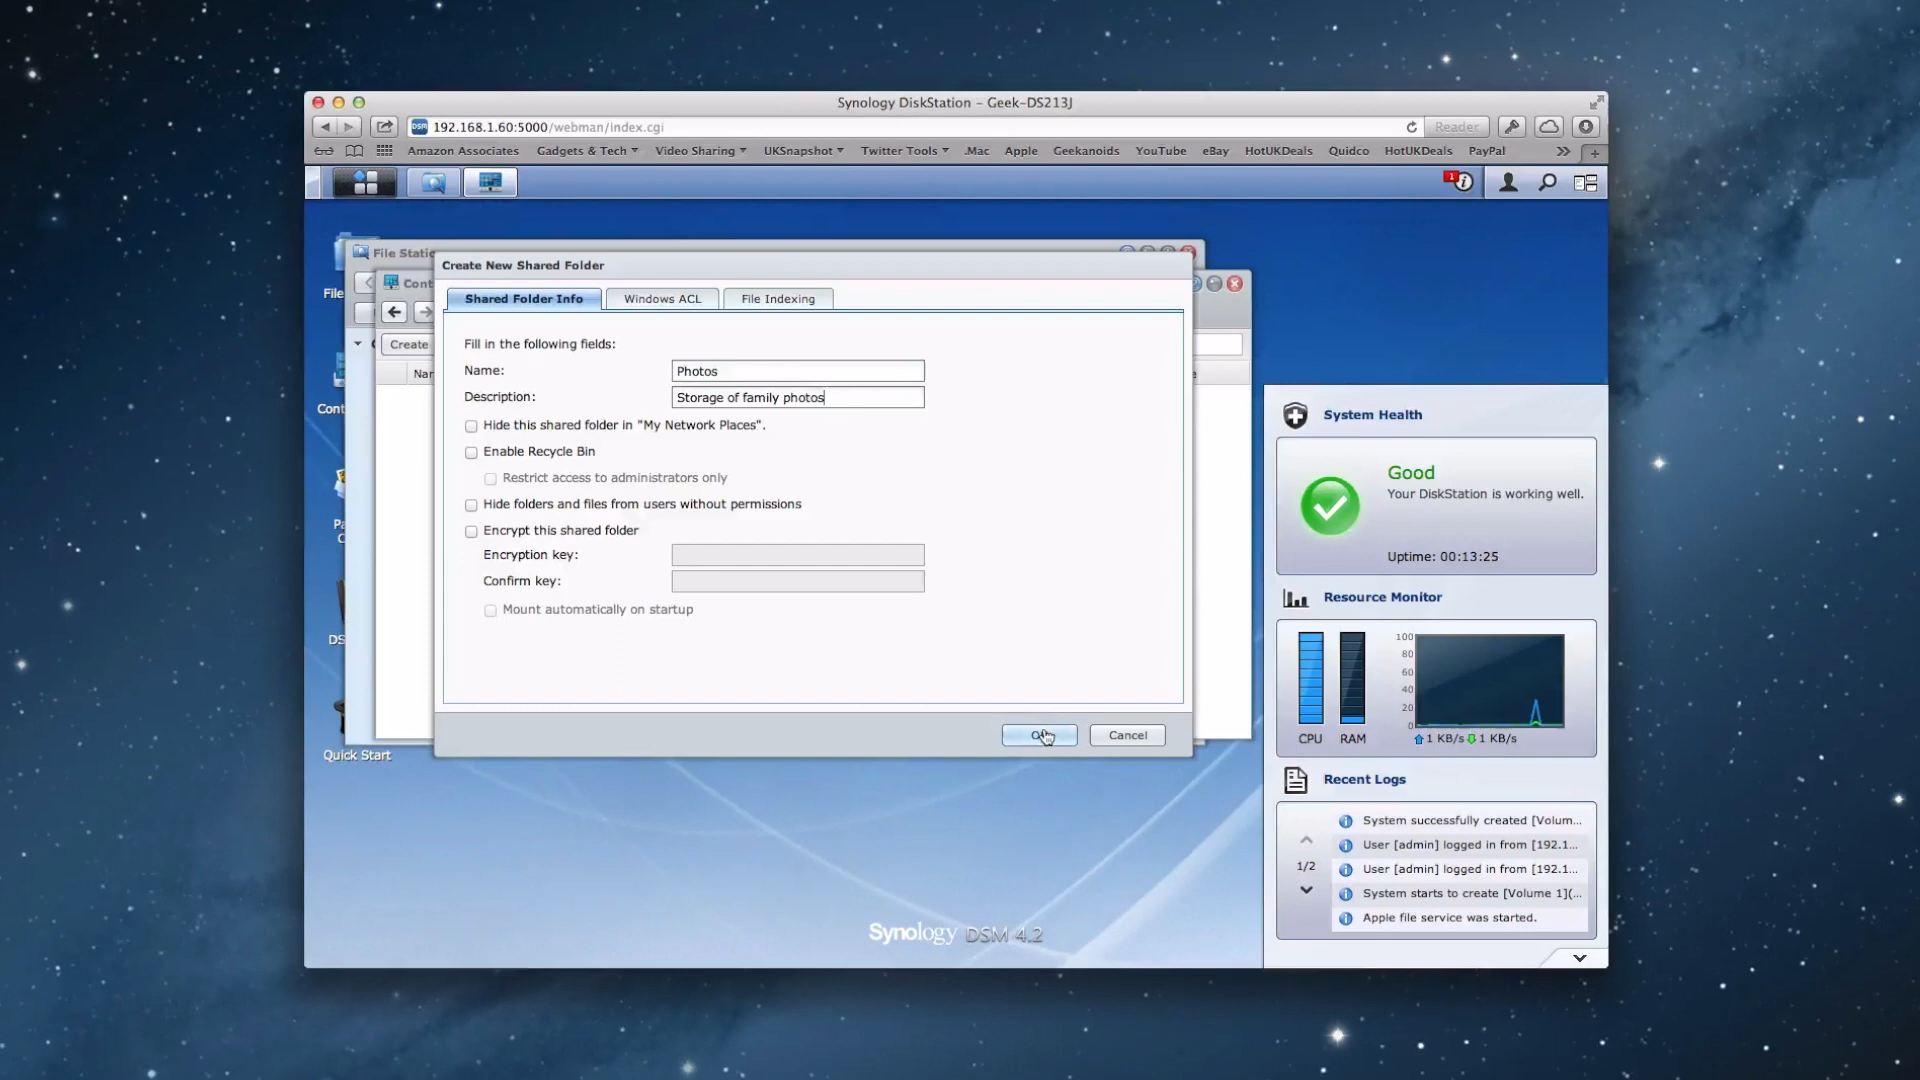 Synology DiskStation – Geek-DS213J
192.168.1.60:5000/webman/index.cgi
Reader
Amazon Associates Gadgets & Tech Video Sharing UKSnapshot Twitter Tools .Mac Apple Geekanoids YouTube eBay HotUKDeals Quidco HotUKDeals PayPal
1
File Static
Create New Shared Folder
File
Cont
Shared Folder Info Windows ACL File Indexing
Create
Fill in the following fields:
Name: Photos
Nar
Description: Storage of family photos
Cont
Hide this shared folder in "My Network Places".
Enable Recycle Bin
Restrict access to administrators only
Hide folders and files from users without permissions
Encrypt this shared folder
Encryption key:
Confirm key:
Mount automatically on startup
DS
Cancel
Quick Start
System Health
Good
Your DiskStation is working well.
Uptime: 00:13:25
Resource Monitor
100
80
60
40
20
0
CPU RAM 1 KB/s 1 KB/s
Recent Logs
System successfully created [Volum...
User [admin] logged in from [192.1...
1/2
User [admin] logged in from [192.1...
System starts to create [Volume 1](...
Apple file service was started.
Synology DSM 4.2